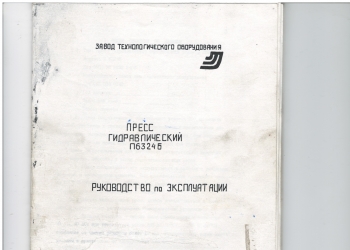 ЗАВОД ТЕХНОЛОГИЧЕСКОГО ОБОРУДОВАНИЯ
ПРЕСС
ГИДРАВЛИЧЕСКИЙ
П6324Б
РУКОВОДСТВО по ЭКСПЛУАТАЦИИ